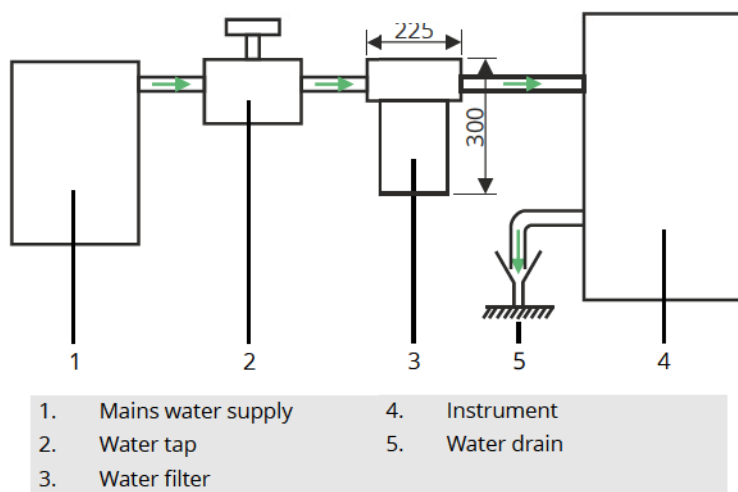 225
300
1 2 3 5 4
1. Mains water supply 4. Instrument
2. Water tap 5. Water drain
3. Water filter